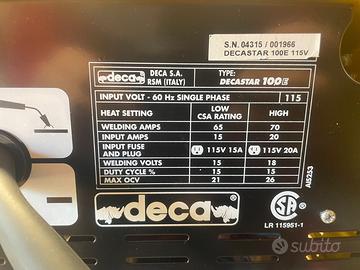 S.N. 04315 / 001966
DECASTAR 100E 115V
deca
DECA S.A.
RSM (ITALY)
TYPE:
DECASTAR 100E
INPUT VOLT - 60 Hz SINGLE PHASE 115
HEAT SETTING LOW CSA RATING HIGH
WELDING AMPS 65 70
INPUT AMPS 15 20
INPUT FUSE AND PLUG 115V 15A 115V 20A
WELDING VOLTS 15 18
DUTY CYCLE % 15 15
MAX OCV 21 26
AI5253
deca
SA
LR 115951-1
subito